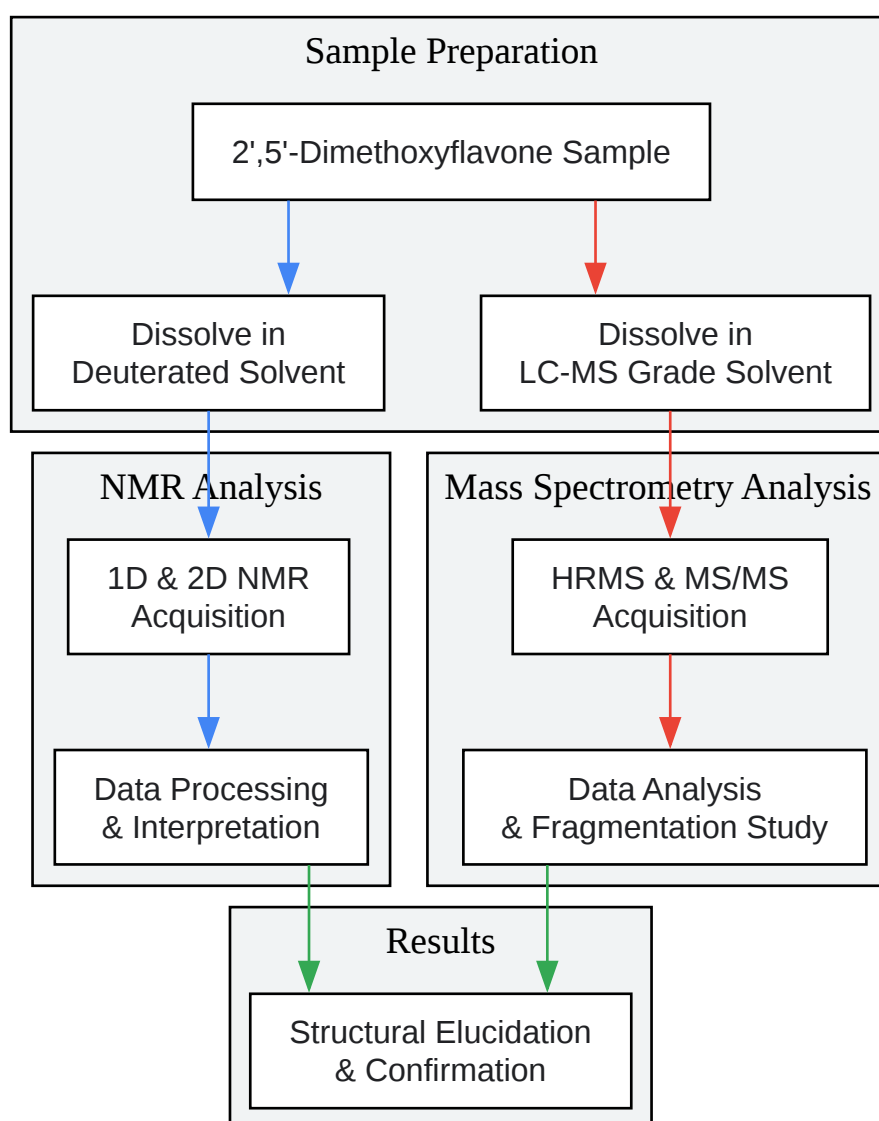 Sample Preparation
2',5'-Dimethoxyflavone Sample
Dissolve in
Deuterated Solvent
Dissolve in
LC-MS Grade Solvent
NMR Analysis
1D & 2D NMR
Acquisition
Data Processing
& Interpretation
Mass Spectrometry Analysis
HRMS & MS/MS
Acquisition
Data Analysis
& Fragmentation Study
Results
Structural Elucidation
& Confirmation